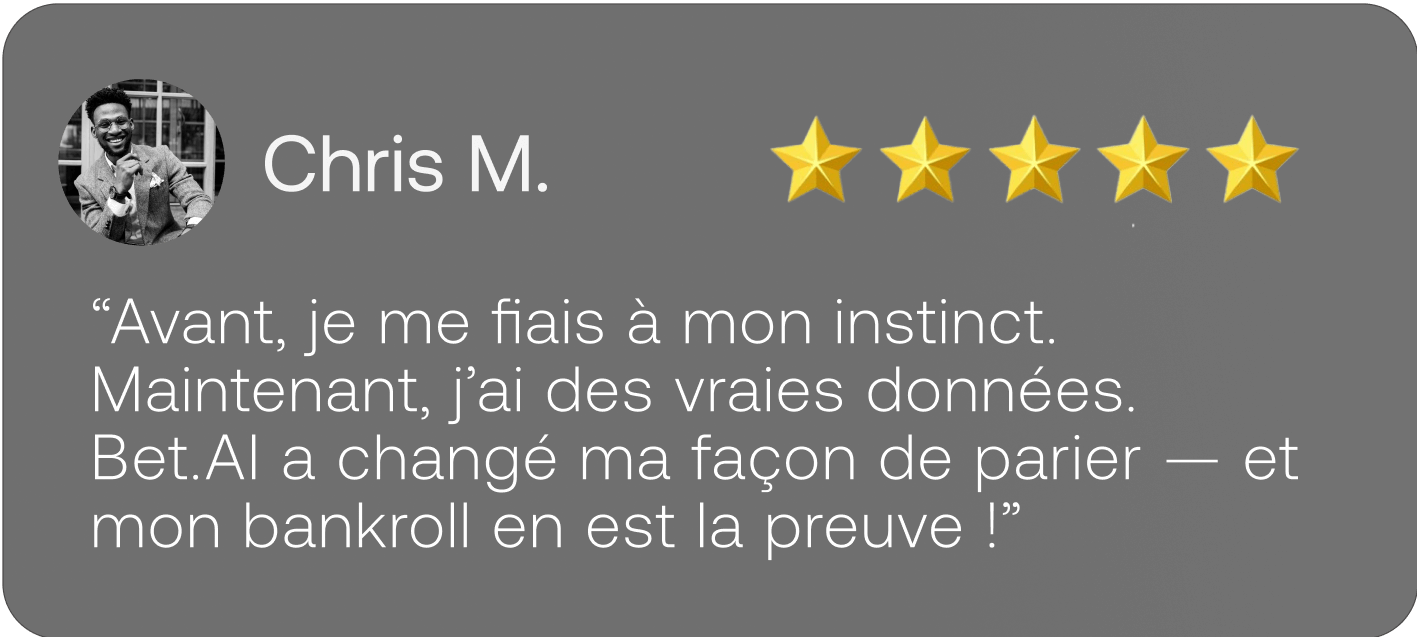 Chris M.
“Avant, je me fiais à mon instinct.
Maintenant, j’ai des vraies données.
Bet.AI a changé ma façon de parier — et
mon bankroll en est la preuve !”